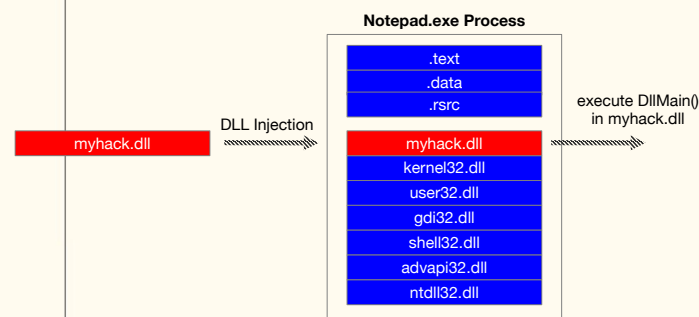 Notepad.exe Process
.text
.data
.rsrc
DLL Injection
execute DllMain()
in myhack.dll
myhack.dll
myhack.dll
kernel32.dll
user32.dll
gdi32.dll
shell32.dll
advapi32.dll
ntdll32.dll